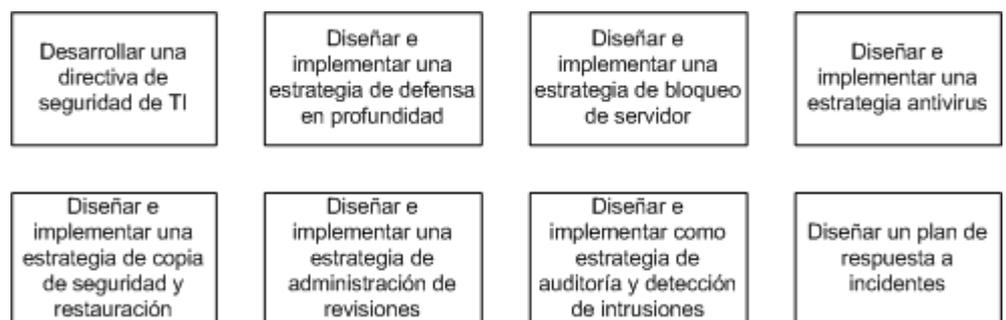 Desarrollar una
directiva de
seguridad de TI
Diseñar e
implementar una
estrategia de defensa
en profundidad
Diseñar e
implementar una
estrategia de bloqueo
de servidor
Diseñar e
implementar una
estrategia antivirus
Diseñar e
implementar una
estrategia de copia
de seguridad y
restauración
Diseñar e
implementar una
estrategia de
administración de
revisiones
Diseñar e
implementar como
estrategia de
auditoría y detección
de intrusiones
Diseñar un plan de
respuesta a
incidentes